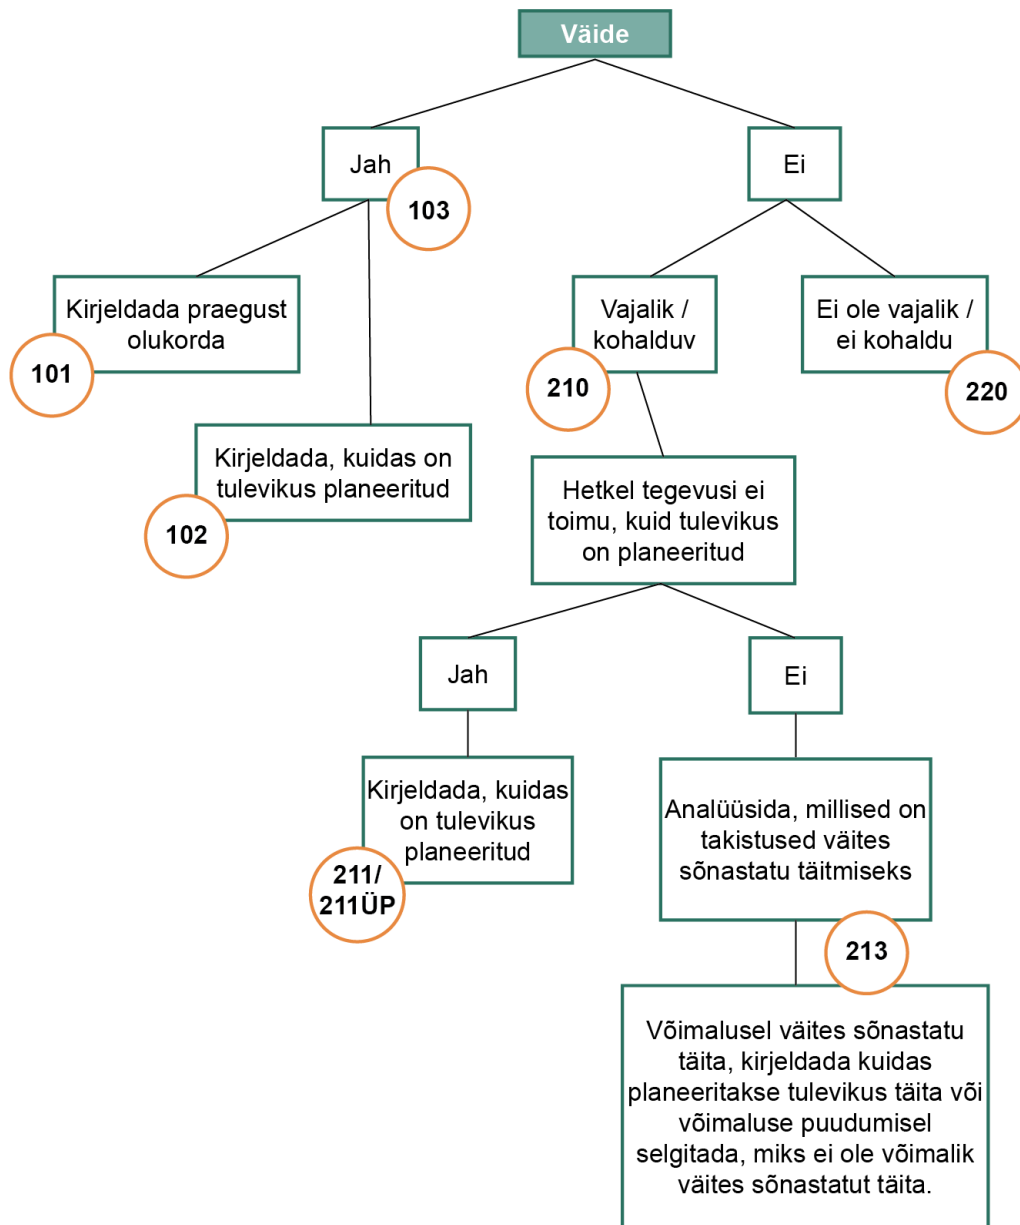 Väide
Jah
103
Ei
Kirjeldada praegust
olukorda
101
Vajalik /
kohalduv
210
Ei ole vajalik /
ei kohaldu
220
Kirjeldada, kuidas on
tulevikus planeeritud
102
Hetkel tegevusi ei
toimu, kuid tulevikus
on planeeritud
Jah
Ei
Kirjeldada, kuidas
on tulevikus
planeeritud
211/
211ÜP
Analüüsida, millised on
takistused väites
sõnastatu täitmiseks
213
Võimalusel väites sõnastatu
täita, kirjeldada kuidas
planeeritakse tulevikus täita või
võimaluse puudumisel
selgitada, miks ei ole võimalik
väites sõnastatut täita.